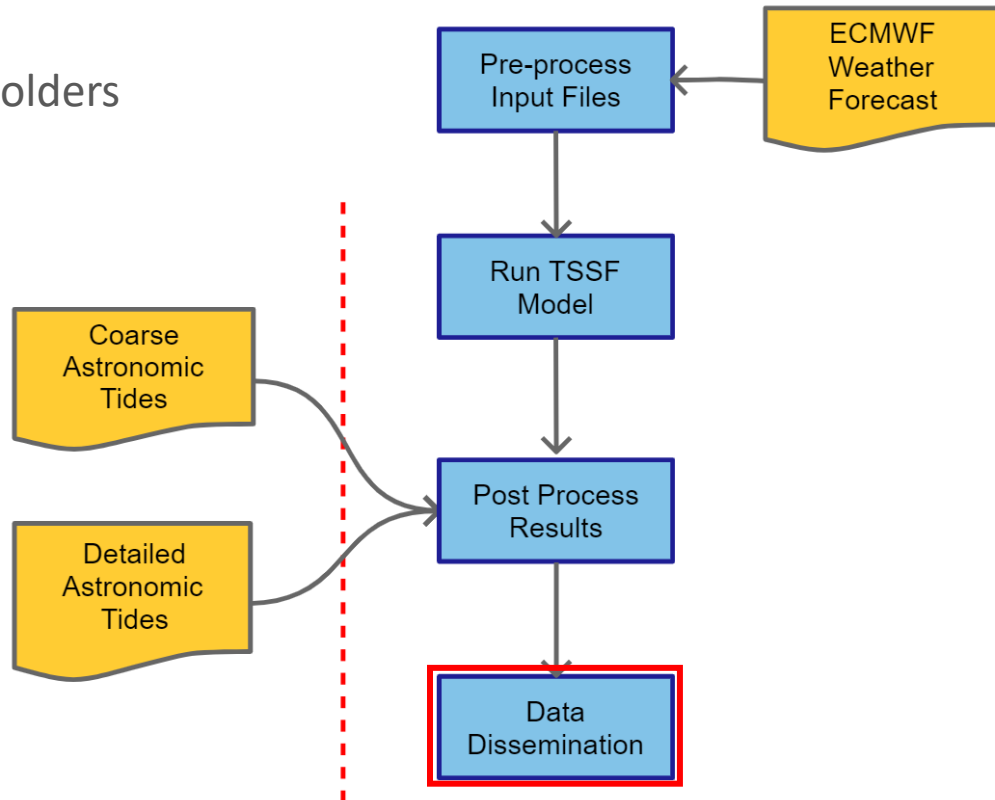 olders
Pre-process
Input Files
ECMWF
Weather
Forecast
Run TSSF
Model
Coarse
Astronomic
Tides
Post Process
Results
Detailed
Astronomic
Tides
Data
Dissemination